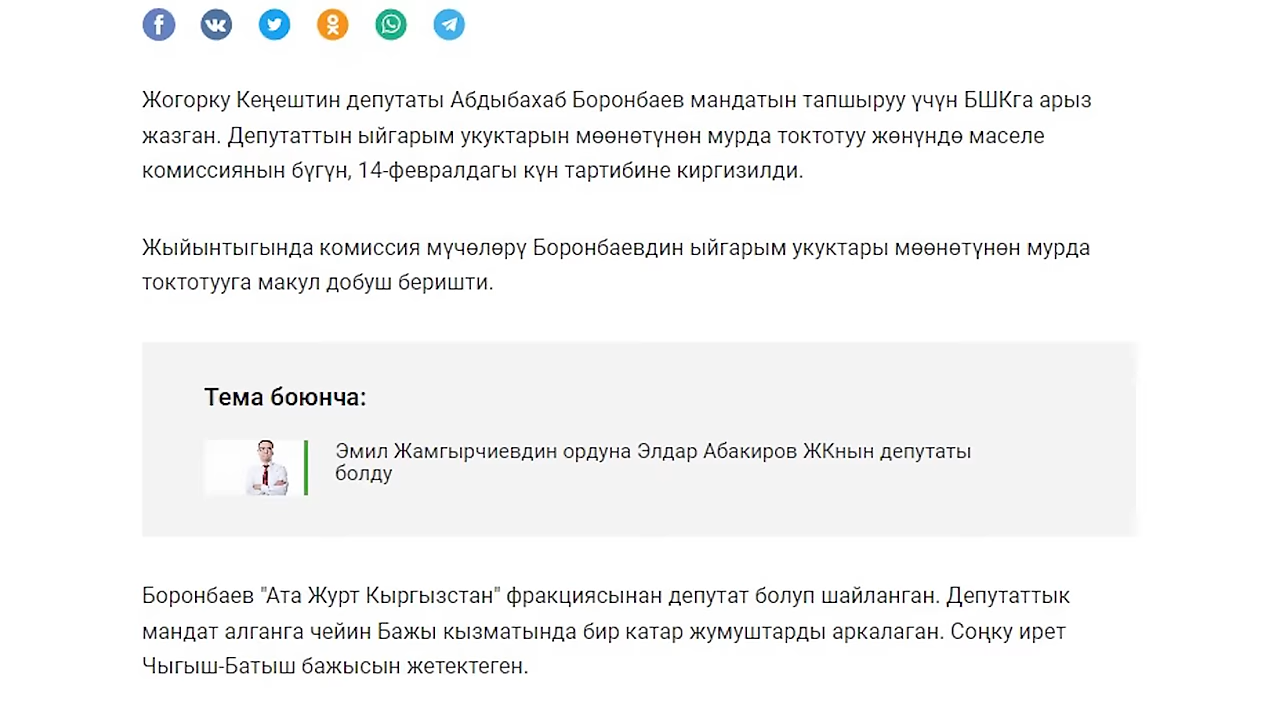 Жогорку Кеңештин депутаты Абдыбахаб Боронбаев мандатын тапшыруу үчүн БШКга арыз
жазган. Депутаттын ыйгарым укуктарын мөөнөтүнөн мурда токтотуу жөнүндө маселе
комиссиянын бүгүн, 14-февралдагы күн тартибине киргизилди.
Жыйынтыгында комиссия мүчөлөрү Боронбаевдин ыйгарым укуктары мөөнөтүнөн мурда
токтотууга макул добуш беришти.
Тема боюнча:
Эмил Жамгырчиевдин ордуна Элдар Абакиров ЖКнын депутаты
болду
Боронбаев "Ата Журт Кыргызстан" фракциясынан депутат болуп шайланган. Депутаттык
мандат алганга чейин Бажы кызматында бир катар жумуштарды аркалаган. Соңку ирет
Чыгыш-Батыш бажысын жетектеген.